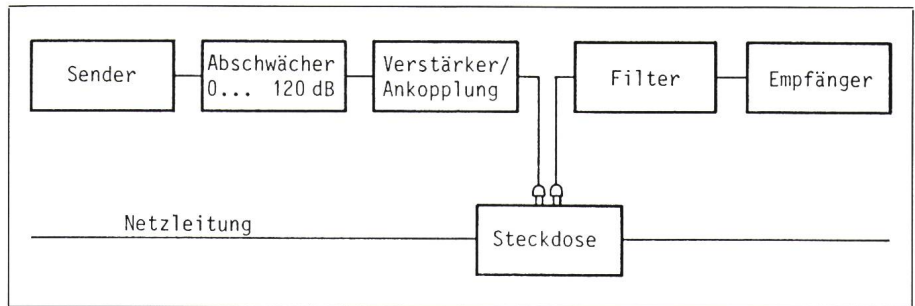 Sender
Abschwächer
0... 120 dB
Verstärker/
Ankopplung
Filter
Empfänger
Netzleitung
Steckdose